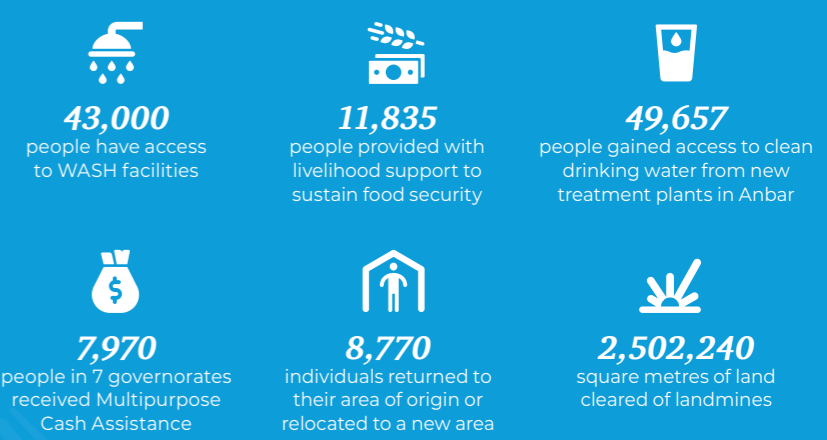 43,000
people have access
to WASH facilities
11,835
people provided with
livelihood support to
sustain food security
49,657
people gained access to clean
drinking water from new
treatment plants in Anbar
$
7,970
people in 7 governorates
received Multipurpose
Cash Assistance
8,770
individuals returned to
their area of origin or
relocated to a new area
2,502,240
square metres of land
cleared of landmines